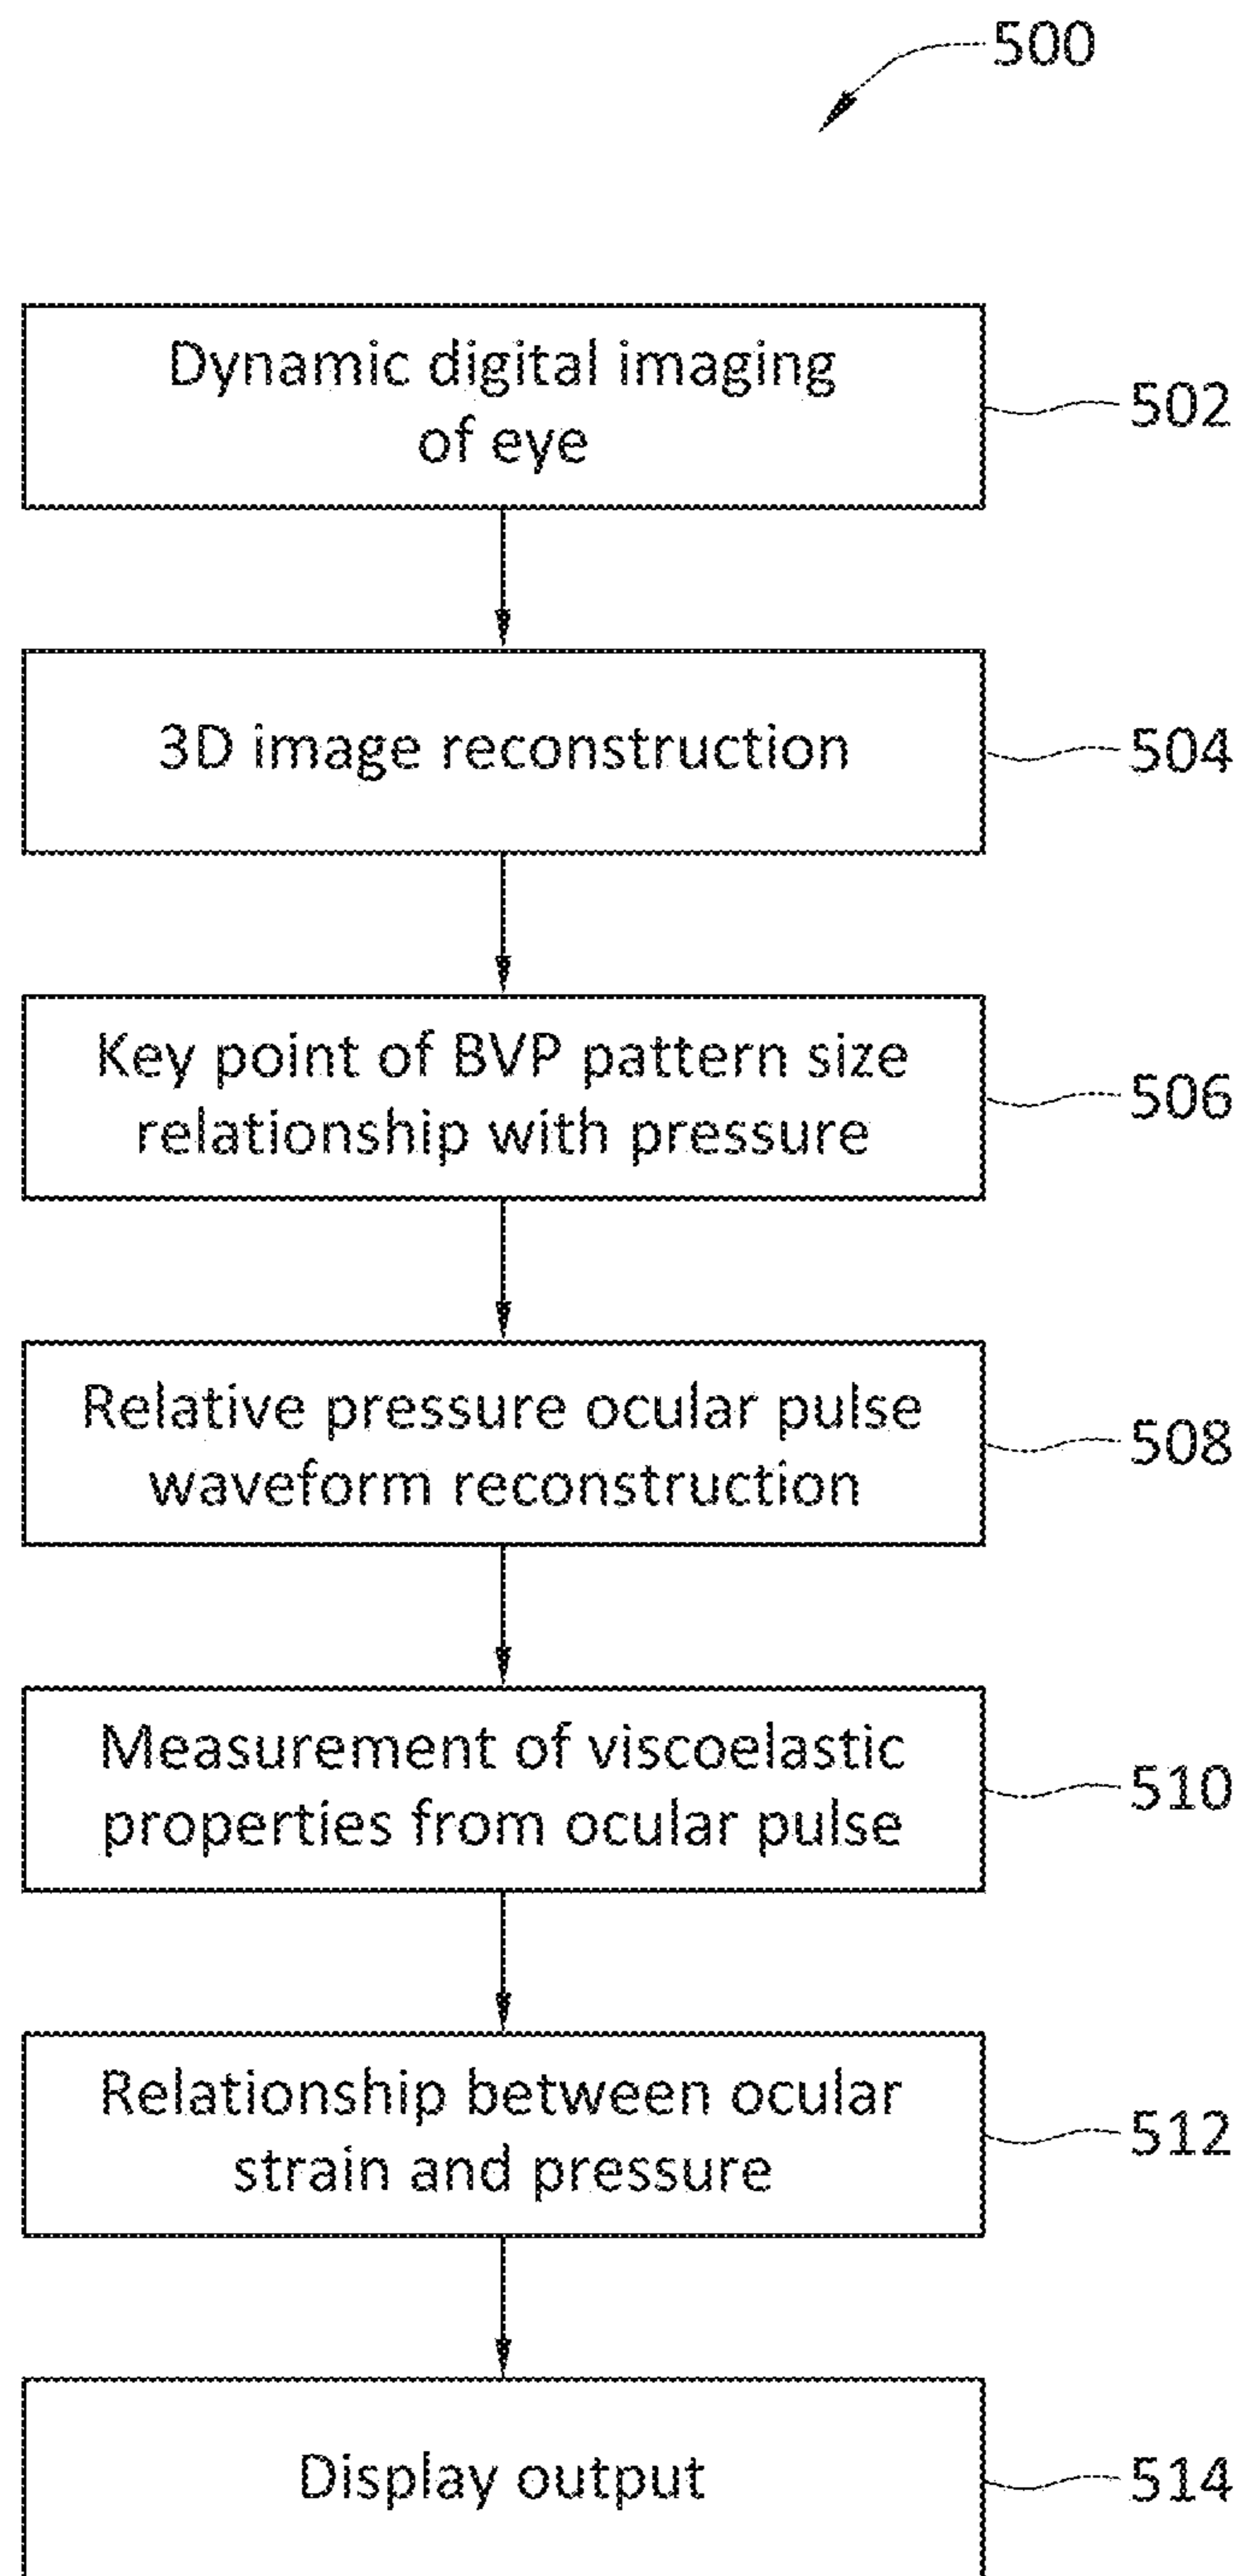 500
Dynamic digital imaging
of eye
502
3D image reconstruction
504
Key point of BVP pattern size
relationship with pressure
506
Relative pressure ocular pulse
waveform reconstruction
508
Measurement of viscoelastic
properties from ocular pulse
510
Relationship between ocular
strain and pressure
512
Display output
514